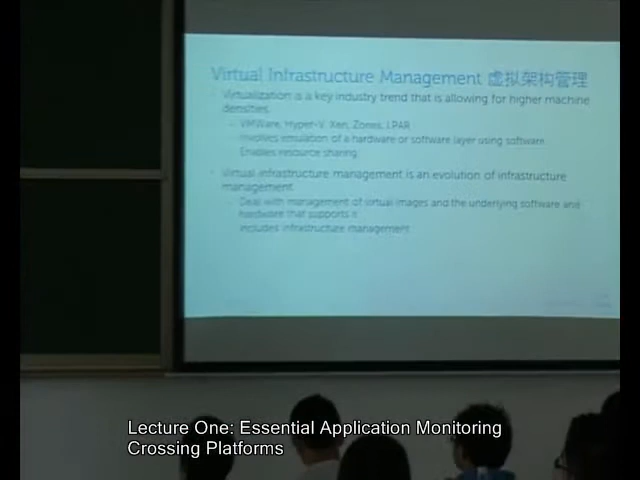 Virtual Infrastructure Management 虚拟架构管理
Virtualization is a key industry trend that is allowing for higher machine
densities
VMWare, Hyper-V, Xen, Zones, LPAR
Involves emulation of a hardware or software layer using software.
Enables resource sharing.
Virtual infrastructure management is an evolution of infrastructure
management
Deal with management of virtual images and the underlying software and
hardware that supports it
includes infrastructure management
Lecture One: Essential Application Monitoring
Crossing Platforms